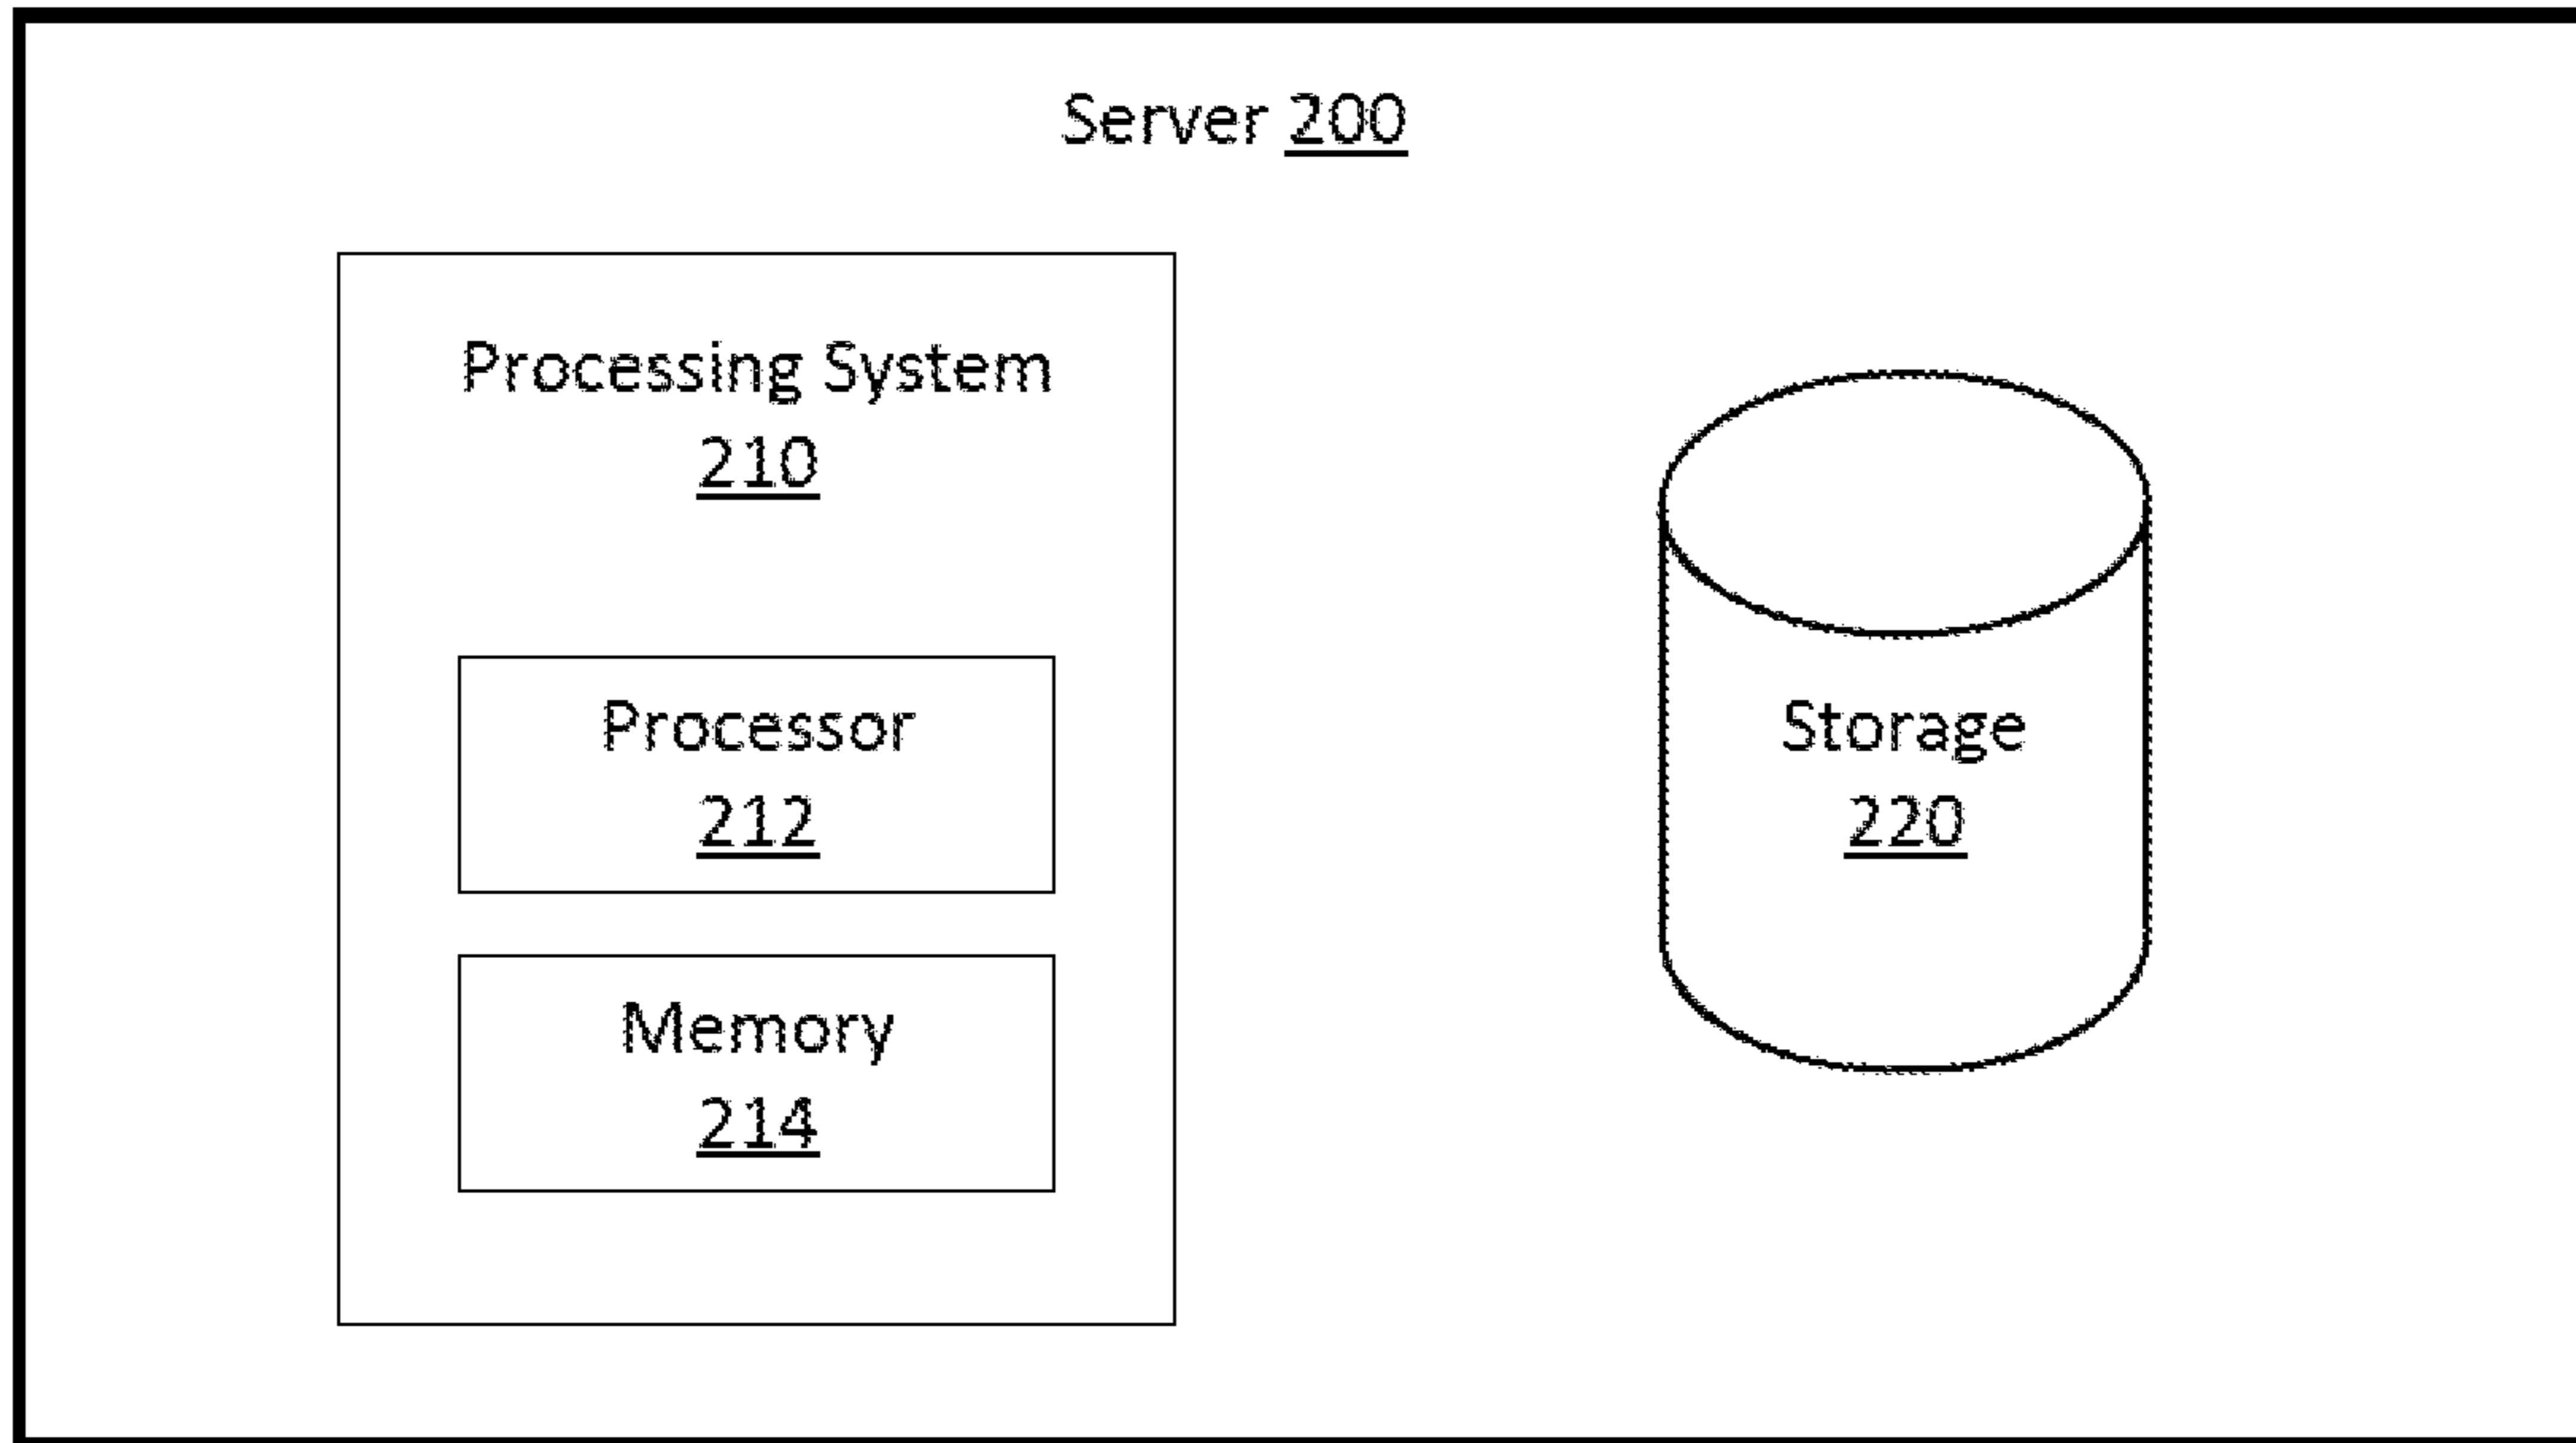 Server 200
Processing System
210
Processor
212
Memory
214
Storage
220